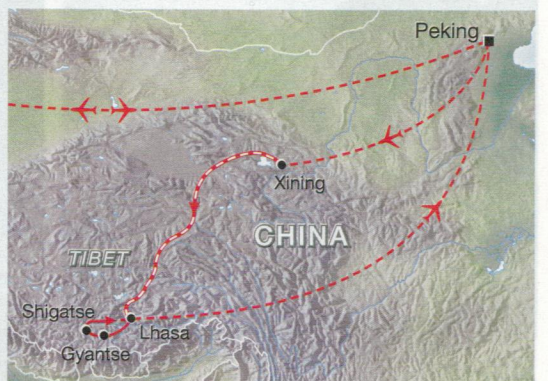 Peking
Xining
CHINA
TIBET
Shigatse
Lhasa
Gyantse